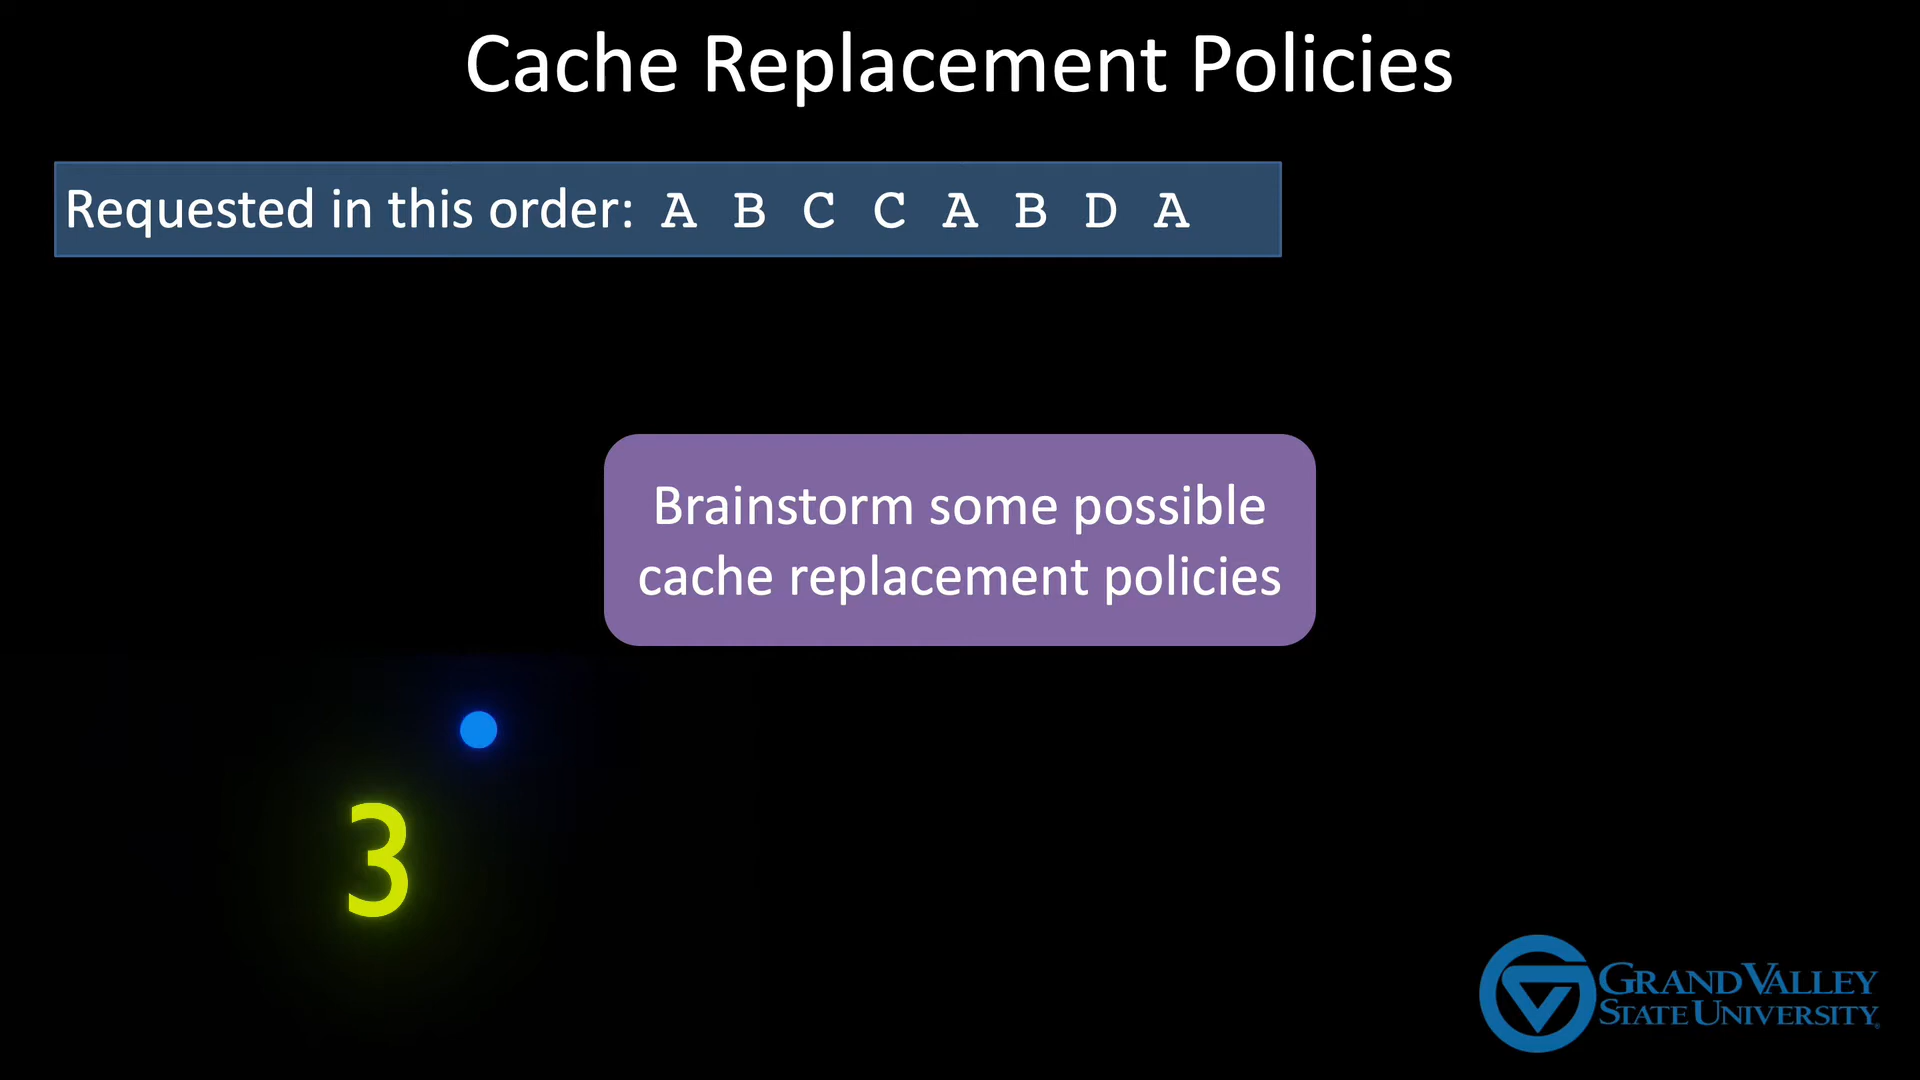 Cache Replacement Policies
Requested in this order: A B C C A B D A
Brainstorm some possible
cache replacement policies
3
GRAND VALLEY
STATE UNIVERSITY